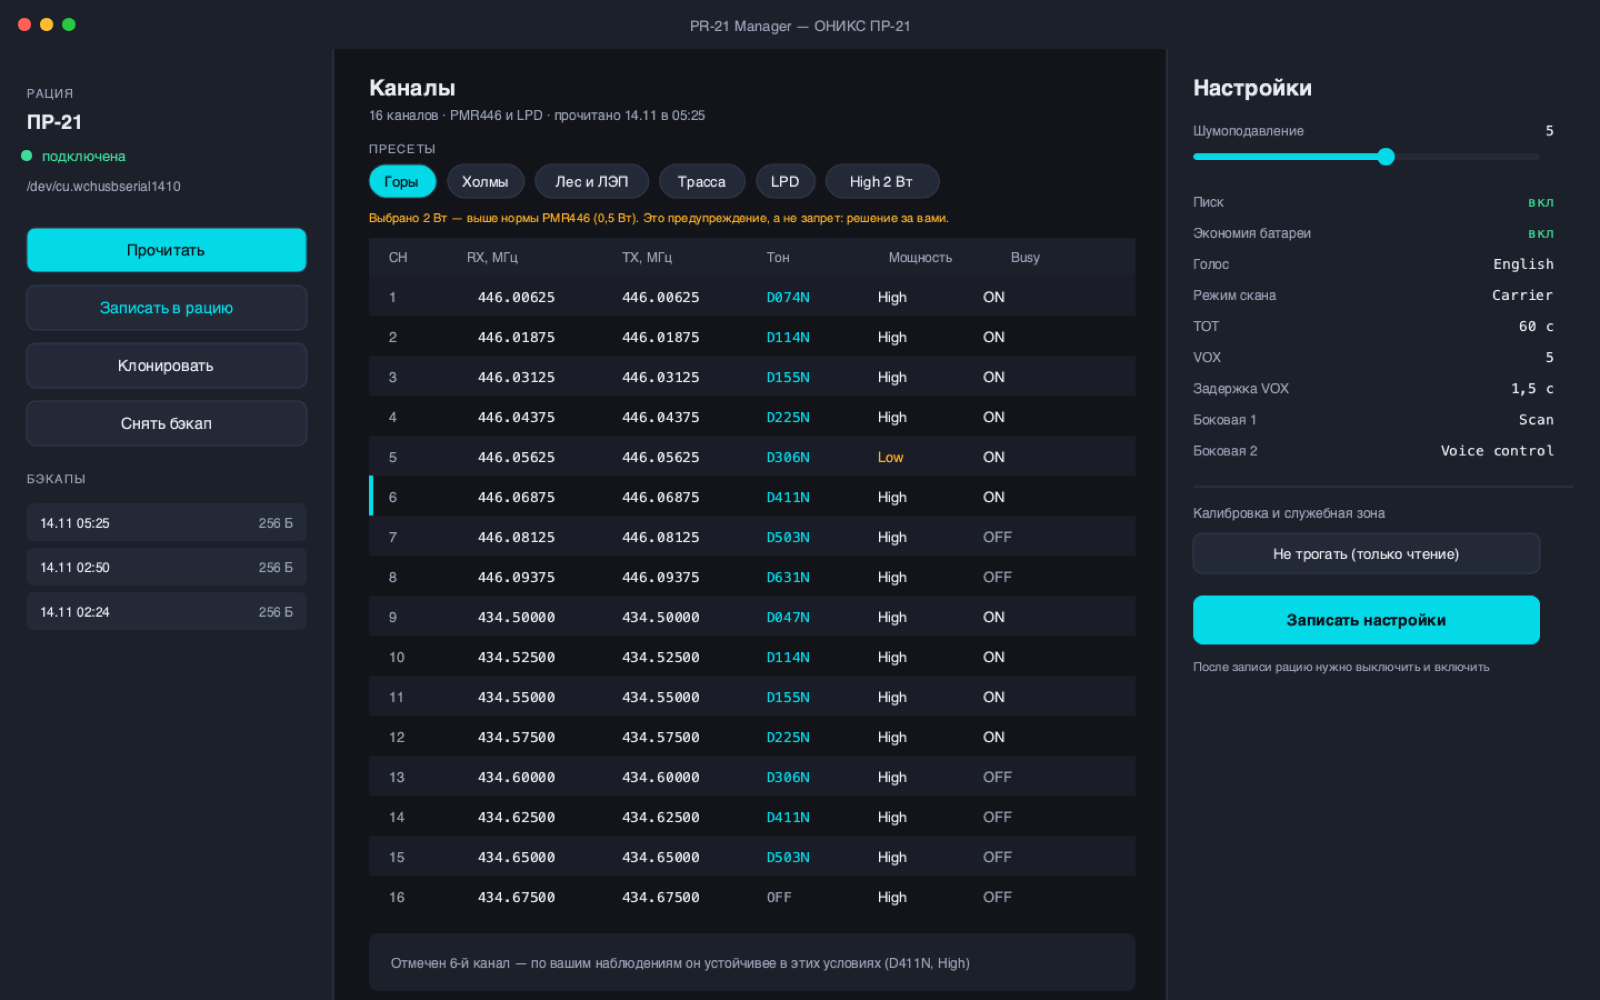 PR-21 Manager — ОНИКС ПР-21
РАЦИЯ
ПР-21
подключена
/dev/cu.wchusbserial1410
Прочитать
Записать в рацию
Клонировать
Снять бэкап
БЭКАПЫ
14.11 05:25 256 Б
14.11 02:50 256 Б
14.11 02:24 256 Б
Каналы
16 каналов · PMR446 и LPD · прочитано 14.11 в 05:25
ПРЕСЕТЫ
Горы Холмы Лес и ЛЭП Трасса LPD High 2 Вт
Выбрано 2 Вт — выше нормы PMR446 (0,5 Вт). Это предупреждение, а не запрет: решение за вами.
CH RX, МГц TX, МГц Тон Мощность Busy
1 446.00625 446.00625 D074N High ON
2 446.01875 446.01875 D114N High ON
3 446.03125 446.03125 D155N High ON
4 446.04375 446.04375 D225N High ON
5 446.05625 446.05625 D306N Low ON
6 446.06875 446.06875 D411N High ON
7 446.08125 446.08125 D503N High OFF
8 446.09375 446.09375 D631N High OFF
9 434.50000 434.50000 D047N High ON
10 434.52500 434.52500 D114N High ON
11 434.55000 434.55000 D155N High ON
12 434.57500 434.57500 D225N High ON
13 434.60000 434.60000 D306N High OFF
14 434.62500 434.62500 D411N High OFF
15 434.65000 434.65000 D503N High OFF
16 434.67500 434.67500 OFF High OFF
Отмечен 6-й канал — по вашим наблюдениям он устойчивее в этих условиях (D411N, High)
Настройки
Шумоподавление 5
Писк вкл
Экономия батареи вкл
Голос English
Режим скана Carrier
TOT 60 с
VOX 5
Задержка VOX 1,5 с
Боковая 1 Scan
Боковая 2 Voice control
Калибровка и служебная зона
Не трогать (только чтение)
Записать настройки
После записи рацию нужно выключить и включить